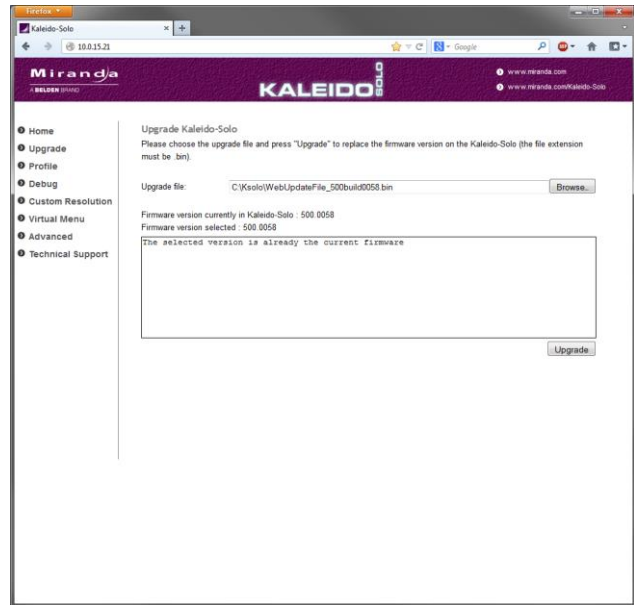 Firefox
Kaleido-Solo
10.0.15.21
Google
Miranda
A BELDEN BRAND
KALEIDO SOLO
www.miranda.com
www.miranda.com/Kaleido-Solo
Home
Upgrade
Profile
Debug
Custom Resolution
Virtual Menu
Advanced
Technical Support
Upgrade Kaleido-Solo
Please choose the upgrade file and press "Upgrade" to replace the firmware version on the Kaleido-Solo (the file extension
must be .bin).
Upgrade file:
C:\Ksolo\WebUpdateFile_500build0058.bin
Browse..
Firmware version currently in Kaleido-Solo : 500.0058
Firmware version selected : 500.0058
The selected version is already the current firmware
Upgrade